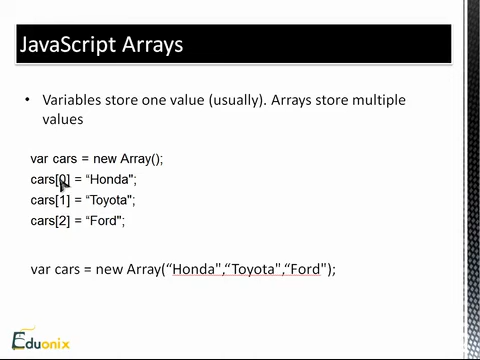 JavaScript Arrays
• Variables store one value (usually). Arrays store multiple
values
var cars = new Array();
cars[0] = “Honda";
cars[1] = “Toyota";
cars[2] = “Ford";
var cars = new Array(“Honda",“Toyota",“Ford");
Eduonix